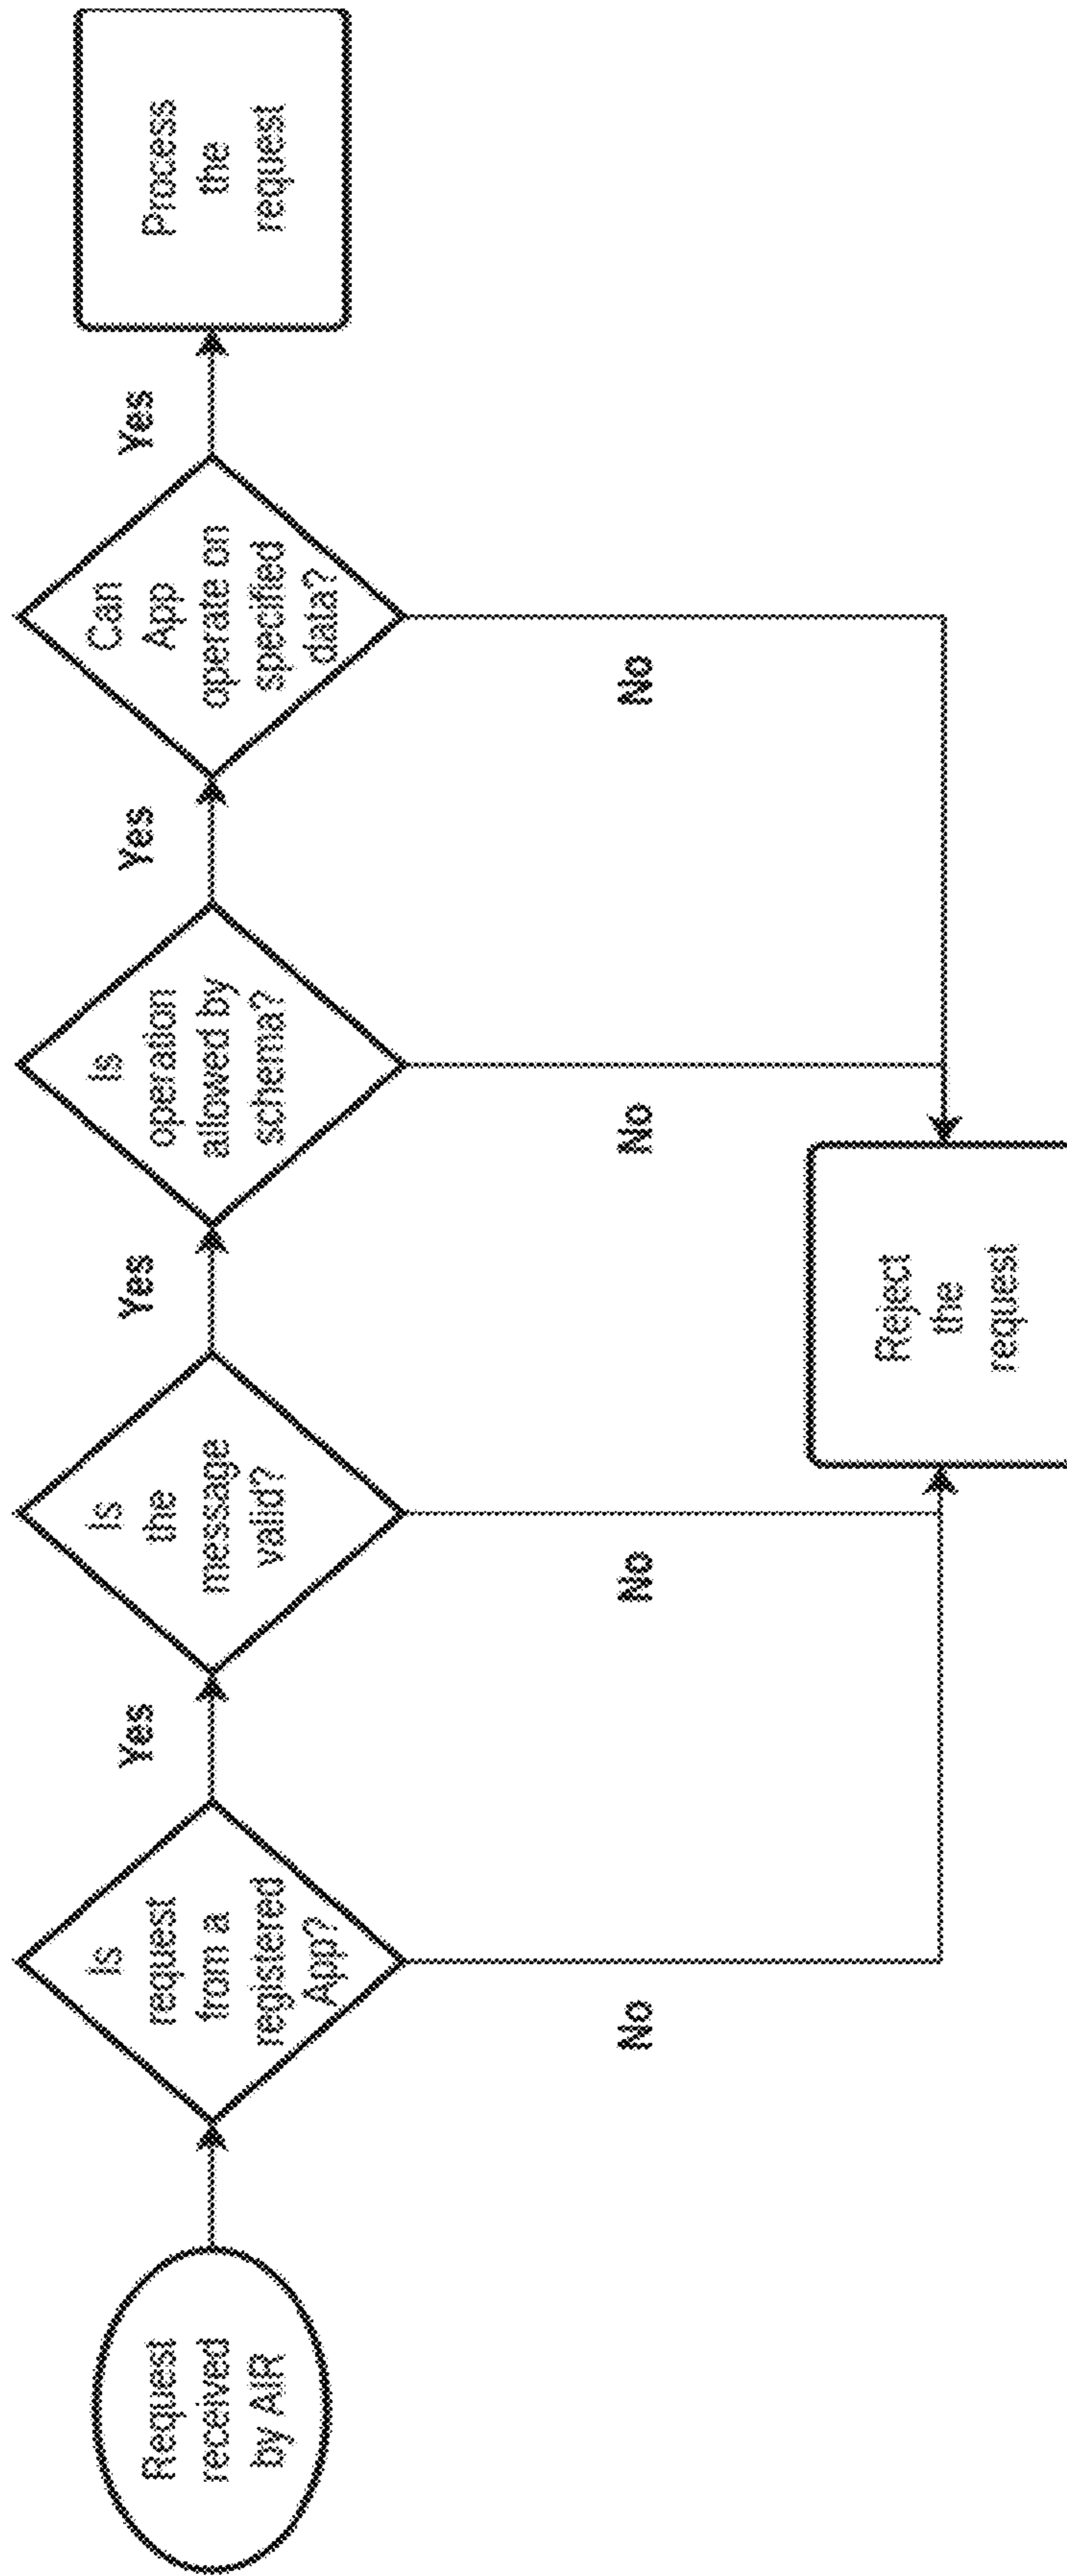 Request
received
by AIR
Is
request
from a
registered
App?
Yes
No
Is
the
message
valid?
Yes
No
Is
operation
allowed by
schema?
Yes
No
Can
App
operate on
specified
data?
Yes
No
Process
the
request
Reject
the
request